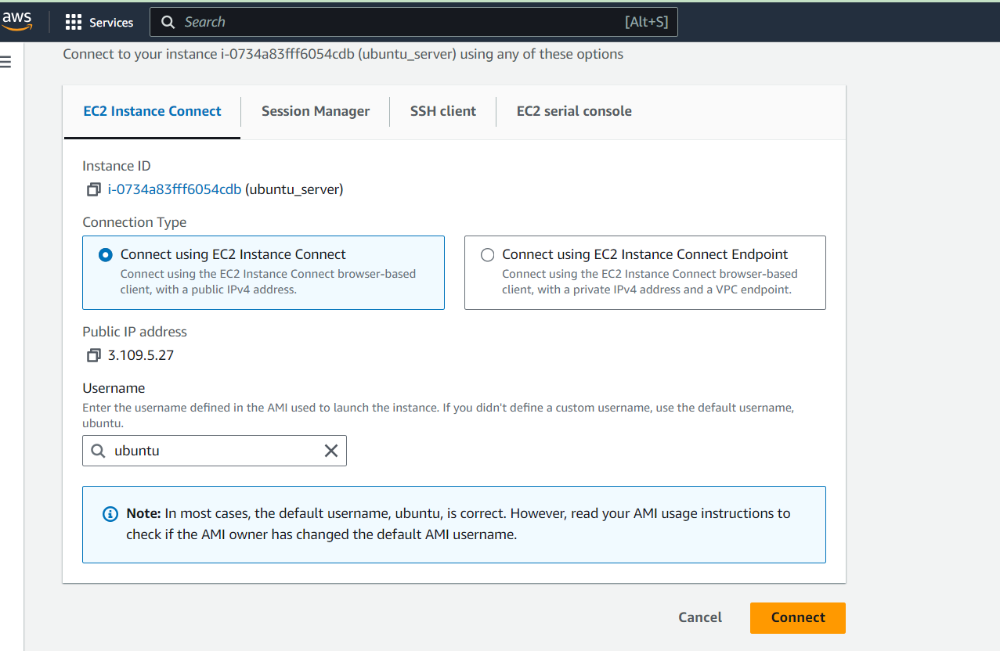 aws
Services
Search
[Alt+S]
Connect to your instance i-0734a83fff6054cdb (ubuntu_server) using any of these options
EC2 Instance Connect
Session Manager
SSH client
EC2 serial console
Instance ID
i-0734a83fff6054cdb (ubuntu_server)
Connection Type
Connect using EC2 Instance Connect
Connect using the EC2 Instance Connect browser-based
client, with a public IPv4 address.
Connect using EC2 Instance Connect Endpoint
Connect using the EC2 Instance Connect browser-based
client, with a private IPv4 address and a VPC endpoint.
Public IP address
3.109.5.27
Username
Enter the username defined in the AMI used to launch the instance. If you didn't define a custom username, use the default username,
ubuntu.
ubuntu
Note: In most cases, the default username, ubuntu, is correct. However, read your AMI usage instructions to
check if the AMI owner has changed the default AMI username.
Cancel
Connect